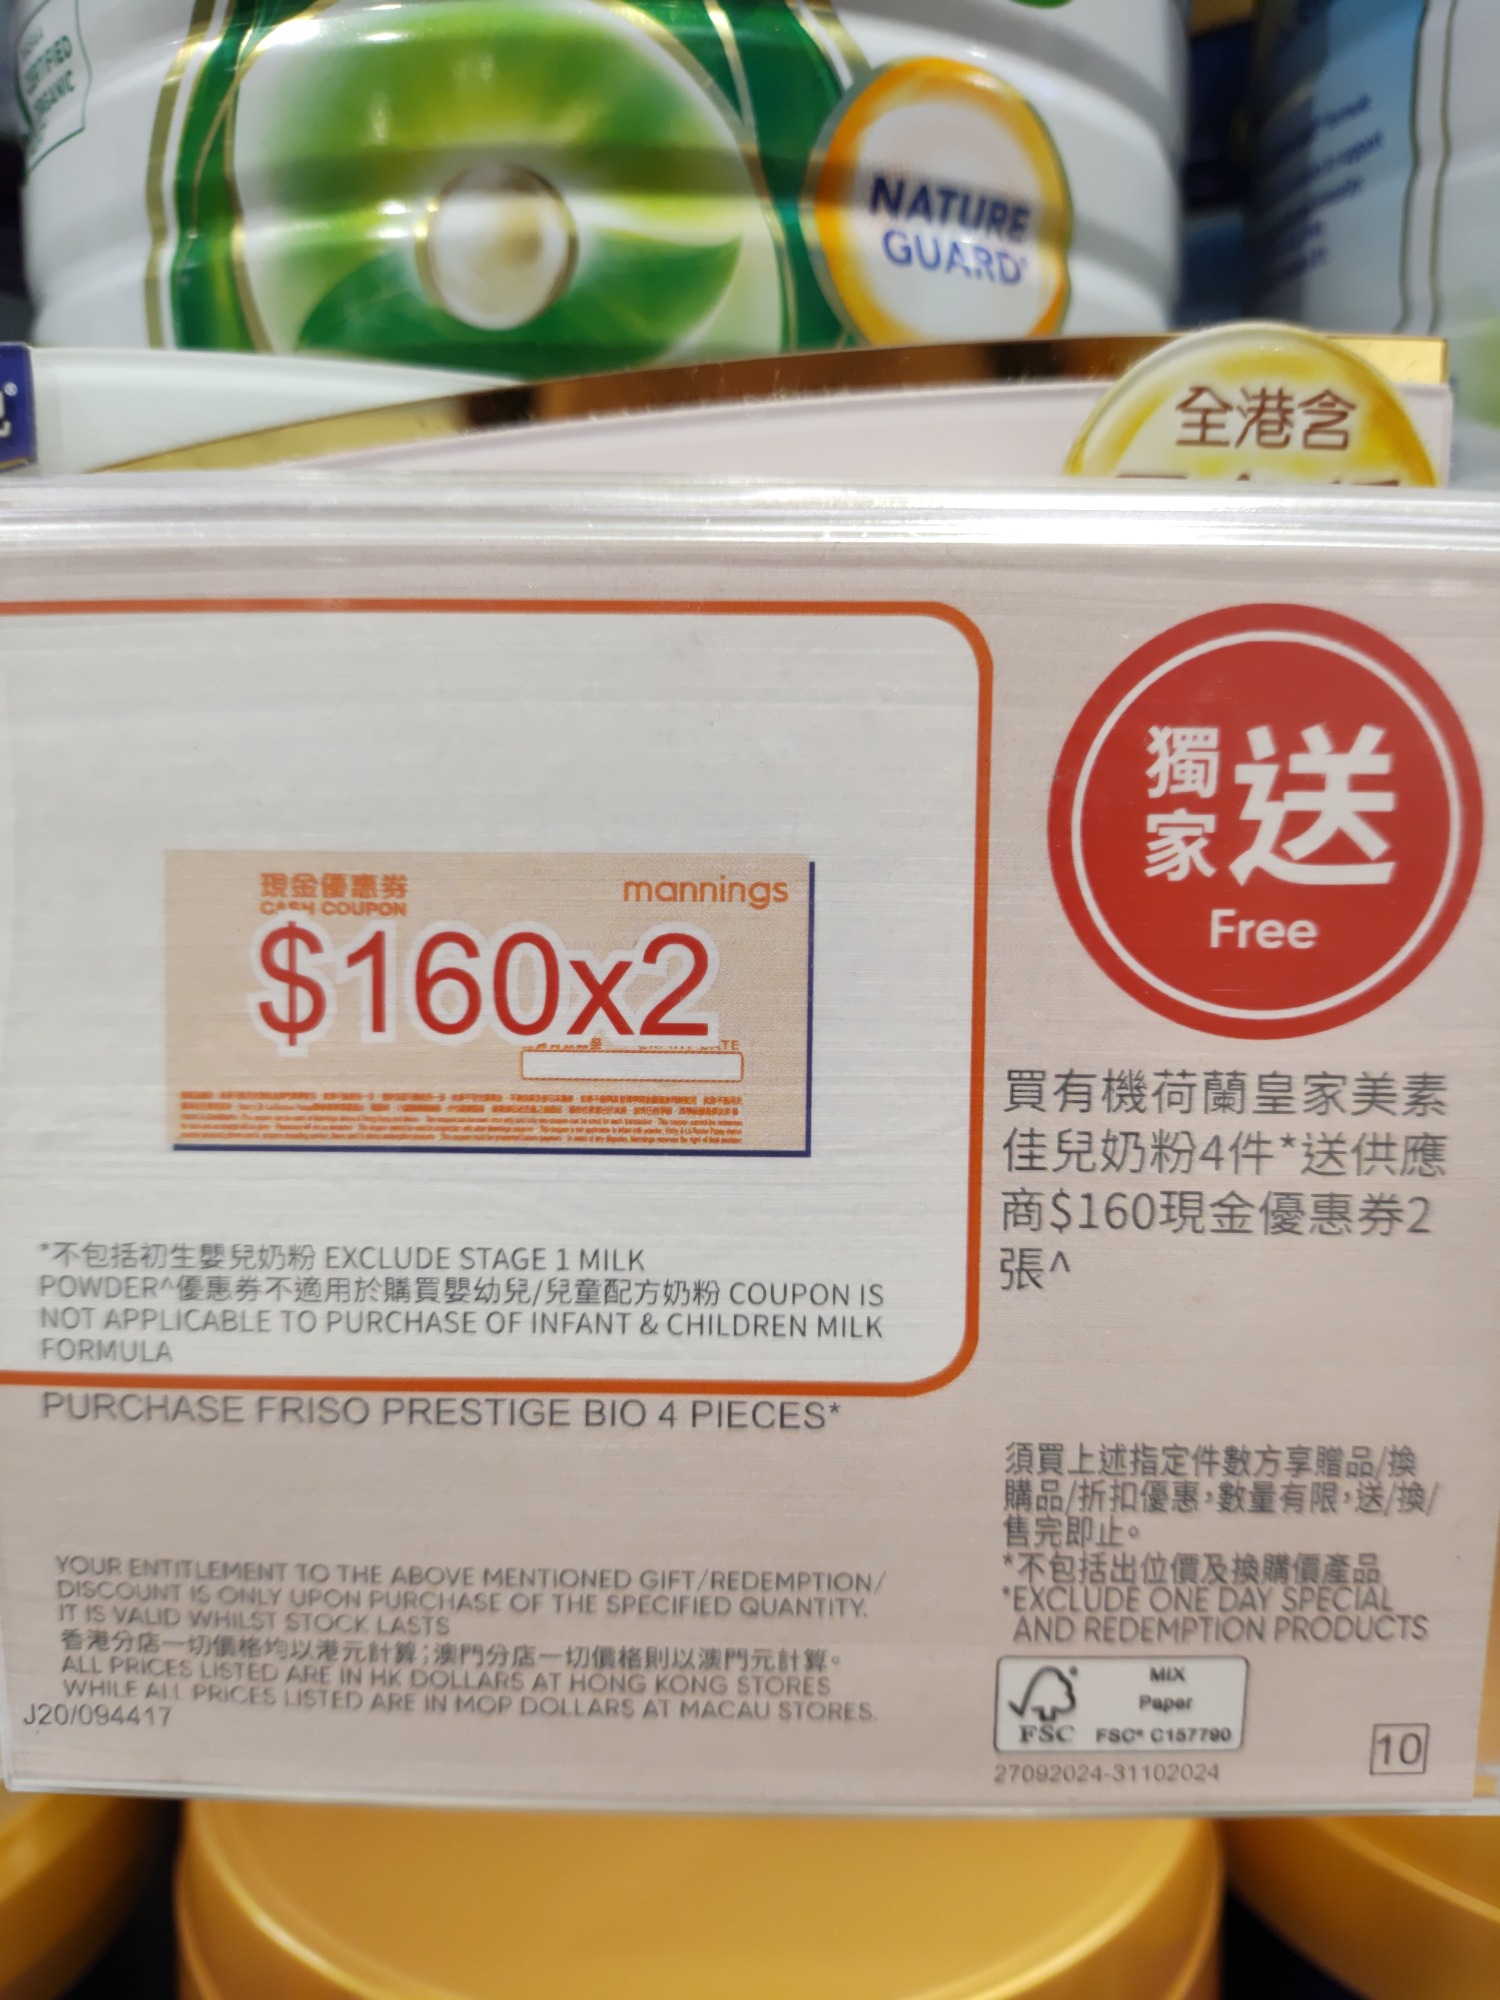 CERTIFIED
ORGANIC
NATURE
GUARD
全港含
獨家送
Free
現金優惠券
CASH COUPON
mannings
$160x2
買有機荷蘭皇家美素
佳兒奶粉4件*送供應
商$160現金優惠券2
張^
*不包括初生嬰兒奶粉 EXCLUDE STAGE 1 MILK
POWDER^優惠券不適用於購買嬰幼兒/兒童配方奶粉 COUPON IS
NOT APPLICABLE TO PURCHASE OF INFANT & CHILDREN MILK
FORMULA
PURCHASE FRISO PRESTIGE BIO 4 PIECES*
須買上述指定件數方享贈品/換
購品/折扣優惠，數量有限，送/換/
售完即止。
*不包括出位價及換購價產品
*EXCLUDE ONE DAY SPECIAL
AND REDEMPTION PRODUCTS
YOUR ENTITLEMENT TO THE ABOVE MENTIONED GIFT/REDEMPTION/
DISCOUNT IS ONLY UPON PURCHASE OF THE SPECIFIED QUANTITY.
IT IS VALID WHILST STOCK LASTS
香港分店一切價格均以港元計算；澳門分店一切價格則以澳門元計算。
ALL PRICES LISTED ARE IN HK DOLLARS AT HONG KONG STORES
WHILE ALL PRICES LISTED ARE IN MOP DOLLARS AT MACAU STORES.
J20/094417
MIX
Paper
FSC
FSC® C157790
27092024-31102024
10